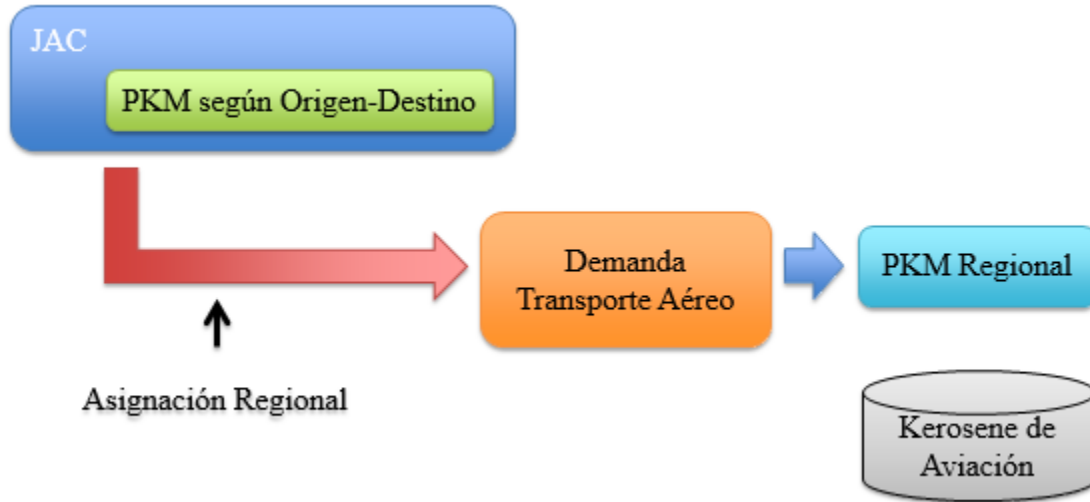 JAC
PKM según Origen-Destino
Demanda
Transporte Aéreo
PKM Regional
Asignación Regional
Kerosene de
Aviación